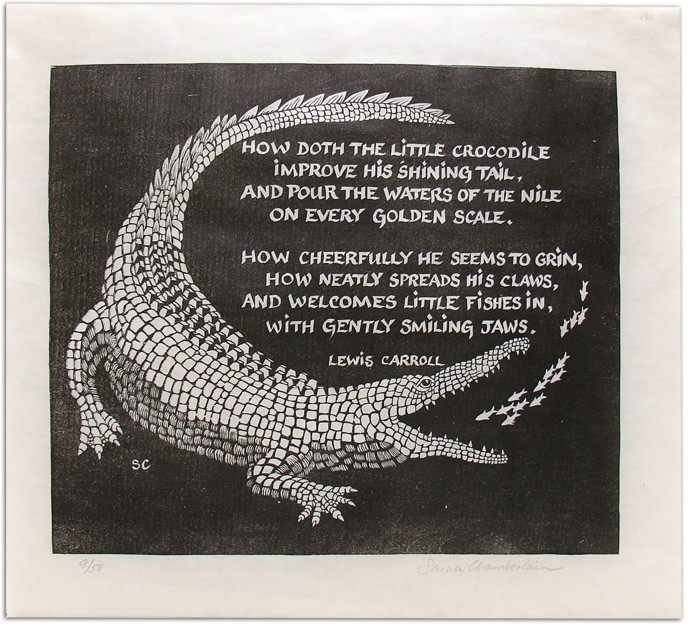 HOW DOTH THE LITTLE CROCODILE
IMPROVE HIS SHINING TAIL,
AND POUR THE WATERS OF THE NILE
ON EVERY GOLDEN SCALE.
HOW CHEERFULLY HE SEEMS TO GRIN,
HOW NEATLY SPREADS HIS CLAWS,
AND WELCOMES LITTLE FISHES IN,
WITH GENTLY SMILING JAWS.
LEWIS CARROLL
SC
9/50
Sarah Chamberlain